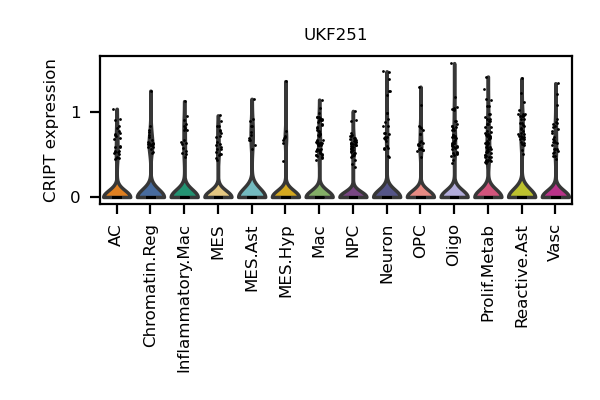 UKF251
CRIPT expression
1
0
AC
Chromatin.Reg
Inflammatory.Mac
MES
MES.Ast
MES.Hyp
Mac
NPC
Neuron
OPC
Oligo
Prolif.Metab
Reactive.Ast
Vasc